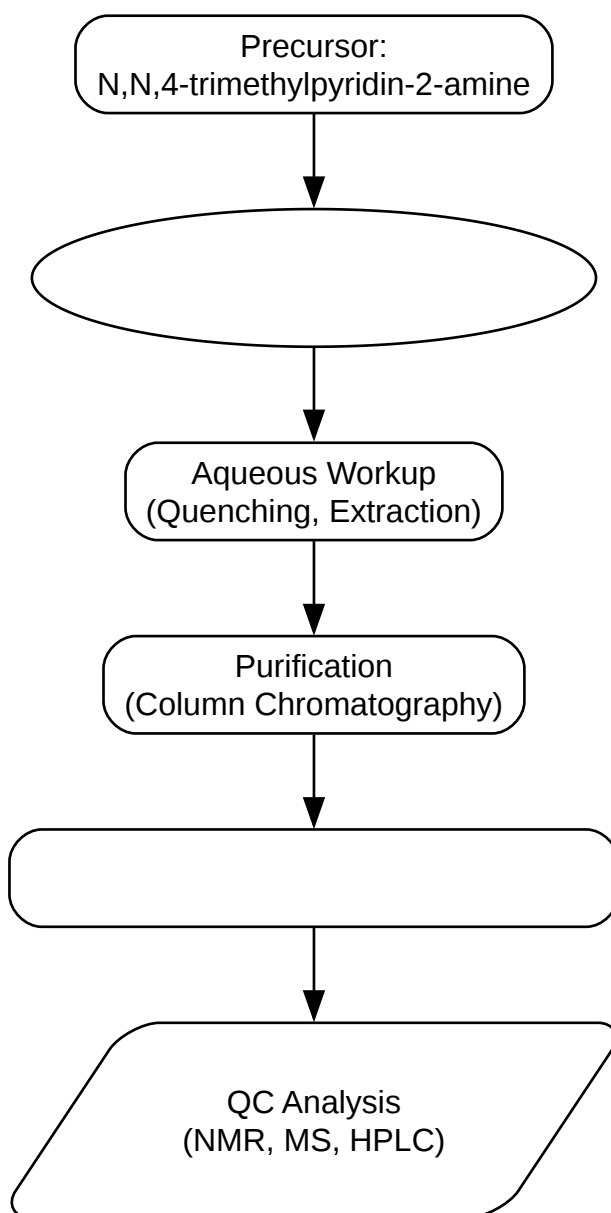 Precursor:
N,N,4-trimethylpyridin-2-amine
Aqueous Workup
(Quenching, Extraction)
Purification
(Column Chromatography)
QC Analysis
(NMR, MS, HPLC)